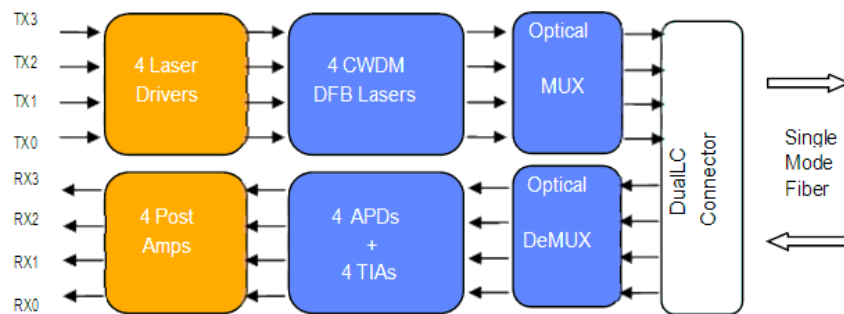 TX3
TX2
TX1
TX0
4 Laser
Drivers
4 CWDM
DFB Lasers
Optical
MUX
RX3
RX2
RX1
RX0
4 Post
Amps
4 APDs
+
4 TIAs
Optical
DeMUX
DualLC
Connector
Single
Mode
Fiber